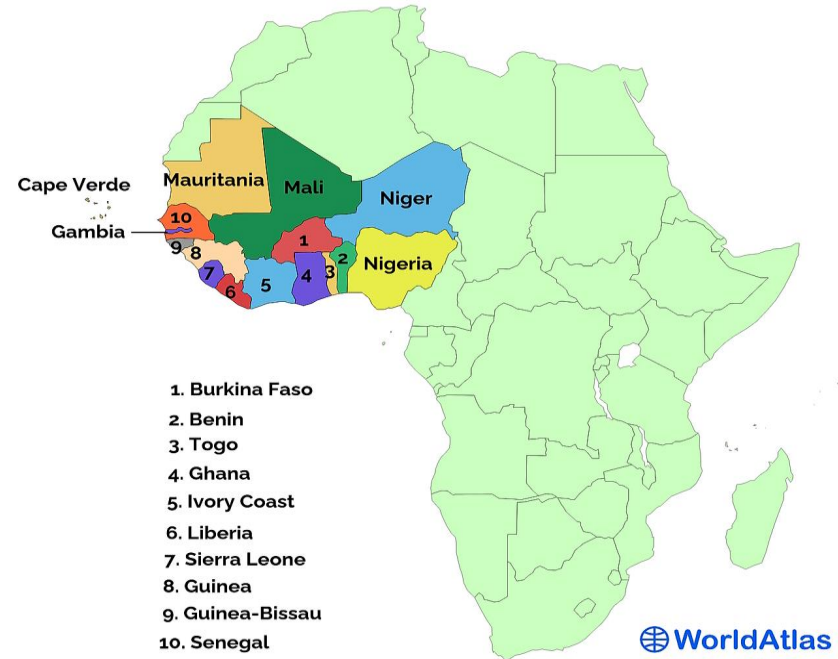 Cape Verde
Gambia
Mauritania
Mali
Niger
Nigeria
10
9
8
7
6
5
4
3
2
1
1. Burkina Faso
2. Benin
3. Togo
4. Ghana
5. Ivory Coast
6. Liberia
7. Sierra Leone
8. Guinea
9. Guinea-Bissau
10. Senegal
WorldAtlas